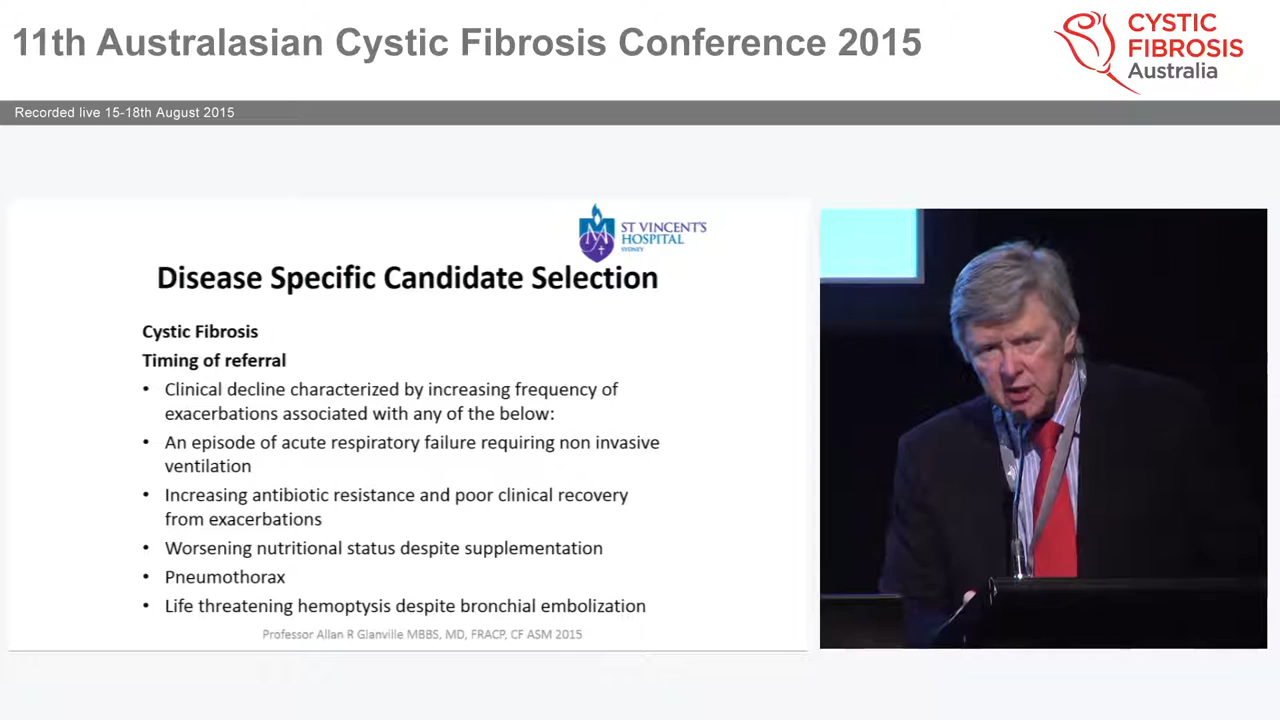 11th Australasian Cystic Fibrosis Conference 2015
CYSTIC
FIBROSIS
Australia
Recorded live 15-18th August 2015
ST VINCENT'S
HOSPITAL
SYDNEY
Disease Specific Candidate Selection
Cystic Fibrosis
Timing of referral
• Clinical decline characterized by increasing frequency of
exacerbations associated with any of the below:
• An episode of acute respiratory failure requiring non invasive
ventilation
• Increasing antibiotic resistance and poor clinical recovery
from exacerbations
• Worsening nutritional status despite supplementation
• Pneumothorax
• Life threatening hemoptysis despite bronchial embolization
Professor Allan R Glanville MBBS, MD, FRACP, CF ASM 2015